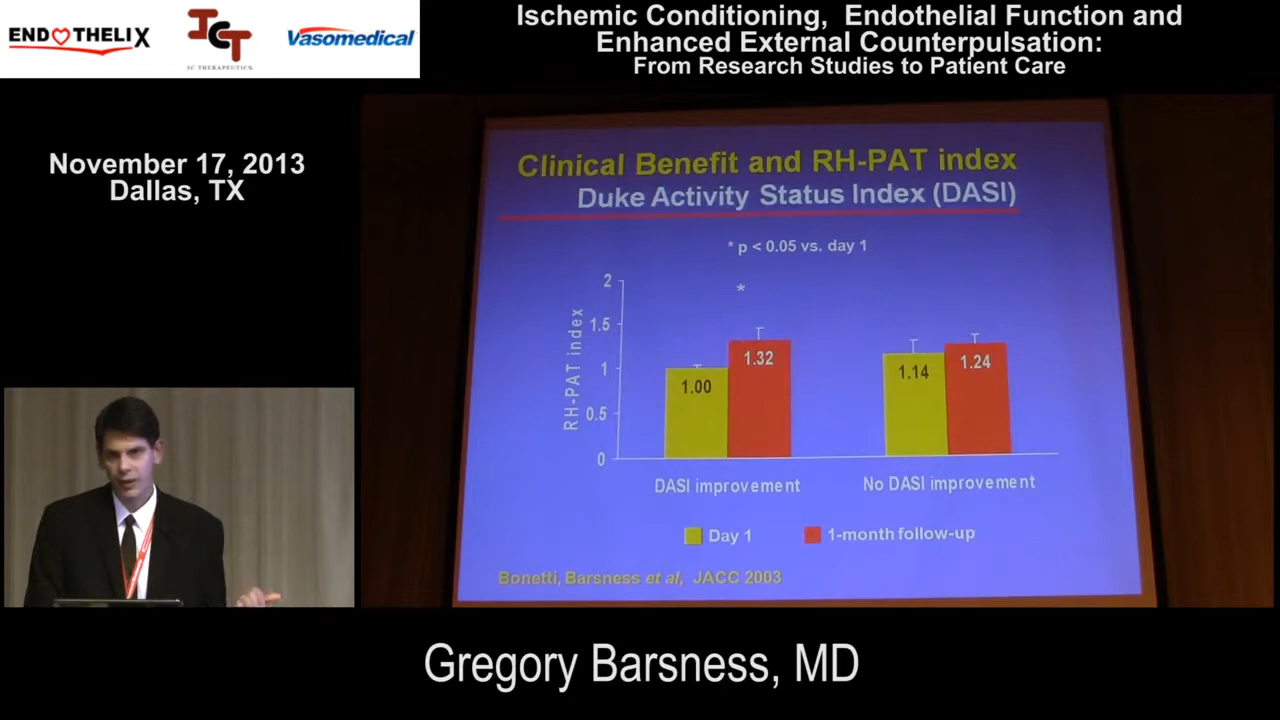 ENDOTHELIX
ICT
IC THERAPEUTICS
Vasomedical
Ischemic Conditioning, Endothelial Function and
Enhanced External Counterpulsation:
From Research Studies to Patient Care
November 17, 2013
Dallas, TX
Clinical Benefit and RH-PAT index
Duke Activity Status Index (DASI)
* p < 0.05 vs. day 1
RH-PAT index
2
1.5
1
0.5
0
*
1.00
1.32
1.14
1.24
DASI improvement
No DASI improvement
Day 1
1-month follow-up
Bonetti, Barsness et al, JACC 2003
Gregory Barsness, MD